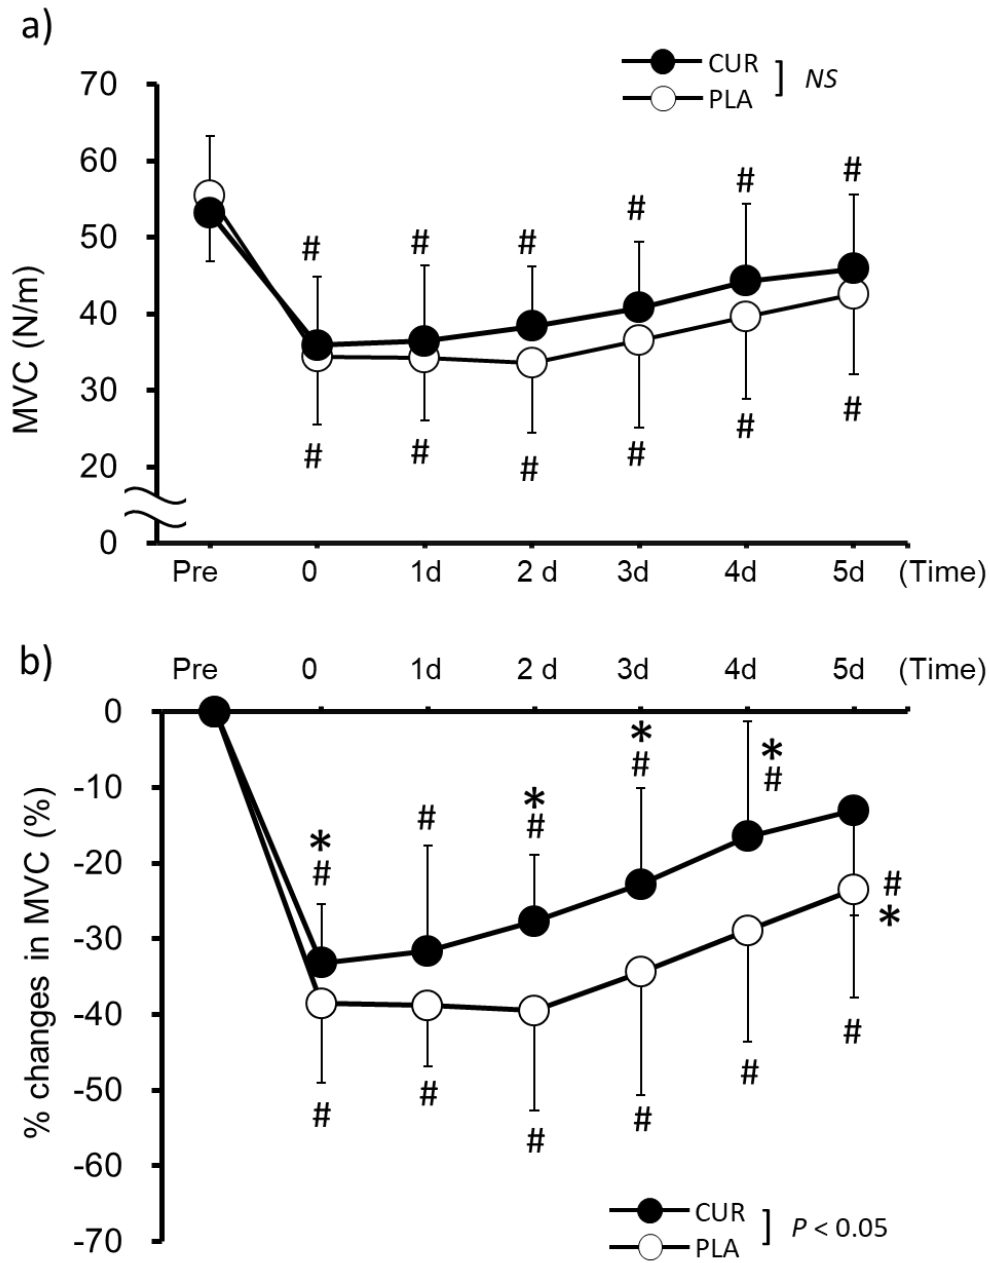 a)
CUR
PLA
] NS
70
60
50
40
30
20
0
MVC (N/m)
# # # # # #
# # # # # #
Pre 0 1d 2 d 3d 4d 5d (Time)
b)
Pre 0 1d 2 d 3d 4d 5d (Time)
0
-10
-20
-30
-40
-50
-60
-70
% changes in MVC (%)
* * * *
# # # # # #
*
# # # # # #
CUR
PLA
] P < 0.05